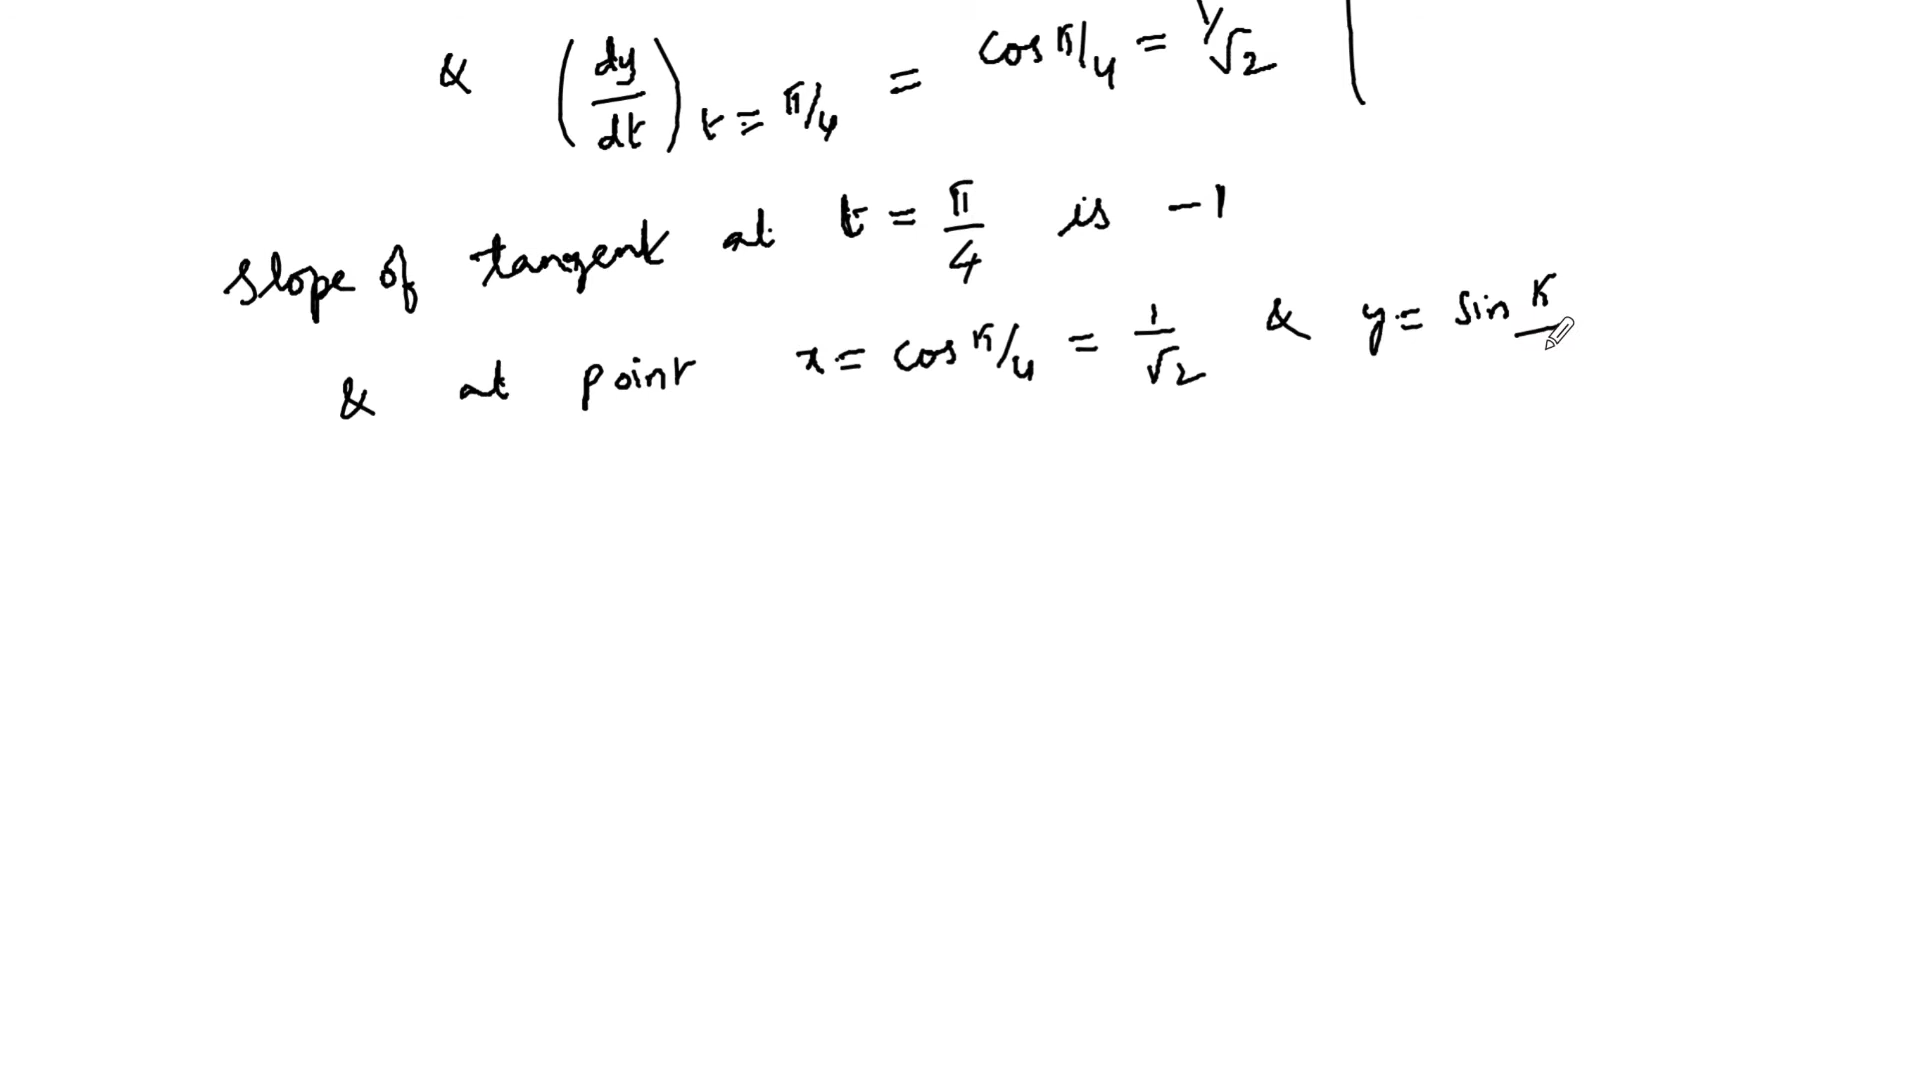 & (dy/dt) t = π/4 = cos π/4 = 1/√2
slope of tangent at t = π/4 is -1
& at point x = cos π/4 = 1/√2 & y = sin π